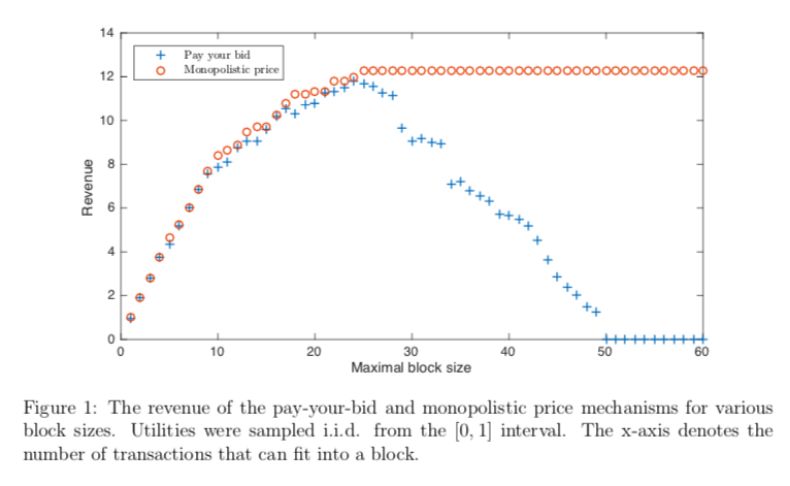 14
12
10
8
6
4
2
0
Revenue
Pay your bid
Monopolistic price
0 10 20 30 40 50 60
Maximal block size
Figure 1: The revenue of the pay-your-bid and monopolistic price mechanisms for various
block sizes. Utilities were sampled i.i.d. from the [0, 1] interval. The x-axis denotes the
number of transactions that can fit into a block.